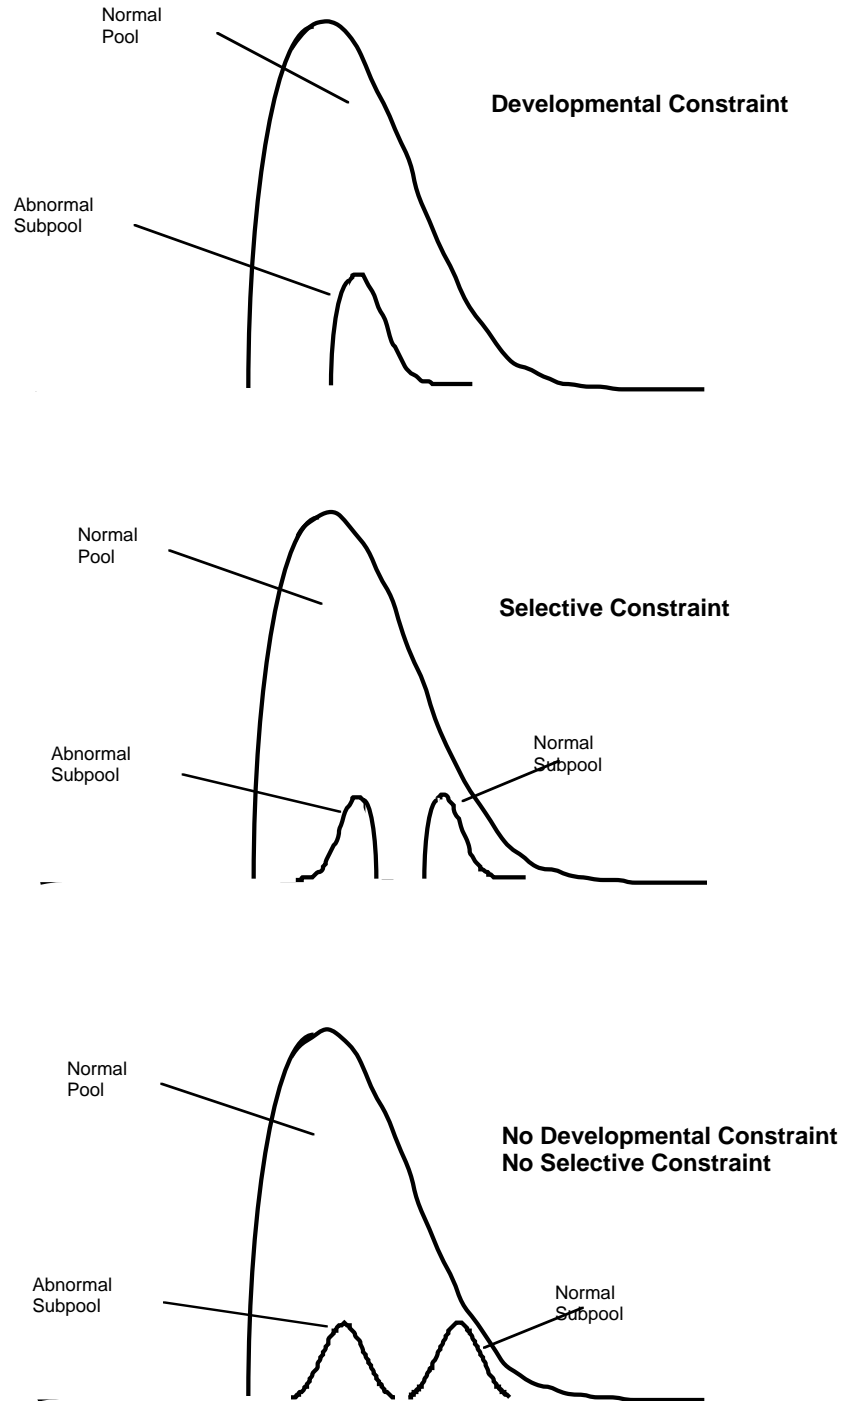 Normal
Pool
Developmental Constraint
Abnormal
Subpool
Normal
Pool
Selective Constraint
Normal
Subpool
Abnormal
Subpool
Normal
Pool
No Developmental Constraint
No Selective Constraint
Abnormal
Subpool
Normal
Subpool